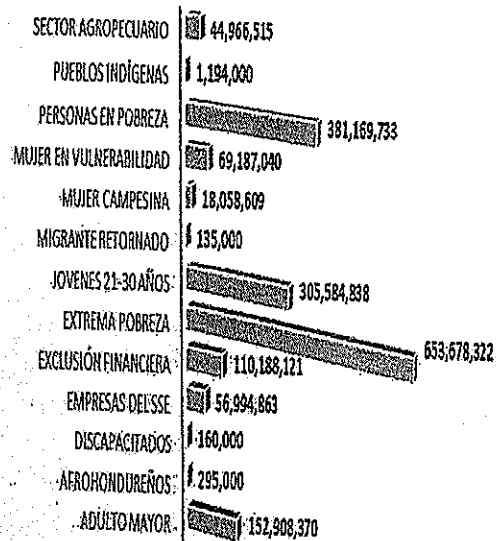 SECTOR AGROPECUARIO 44,966,515
PUEBLOS INDÍGENAS 1,194,000
PERSONAS EN POBREZA 381,169,733
MUJER EN VULNERABILIDAD 69,187,040
MUJER CAMPESINA 18,058,609
MIGRANTE RETORNADO 135,000
JOVENES 21-30 AÑOS 305,584,838
EXTREMA POBREZA 653,678,322
EXCLUSIÓN FINANCIERA 110,188,121
EMPRESAS DEL SSE 56,994,863
DISCAPACITADOS 160,000
AFROHONDUREÑOS 295,000
ADULTO MAYOR 152,908,370